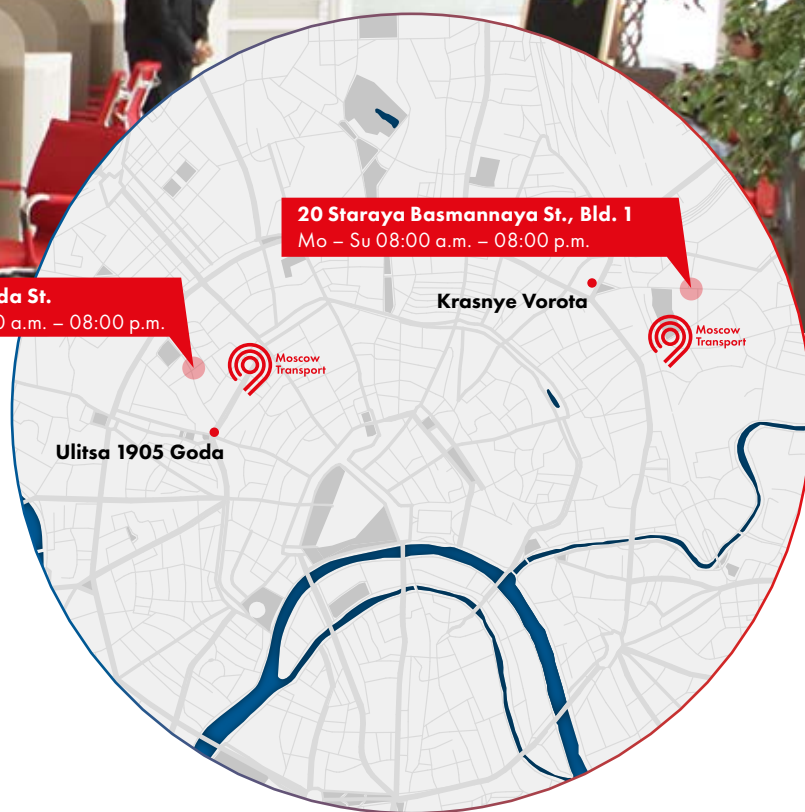 20 Staraya Basmannaya St., Bld. 1
Mo – Su 08:00 a.m. – 08:00 p.m.
Krasnye Vorota
Moscow
Transport
St.
a.m. – 08:00 p.m.
Moscow
Transport
Ulitsa 1905 Goda